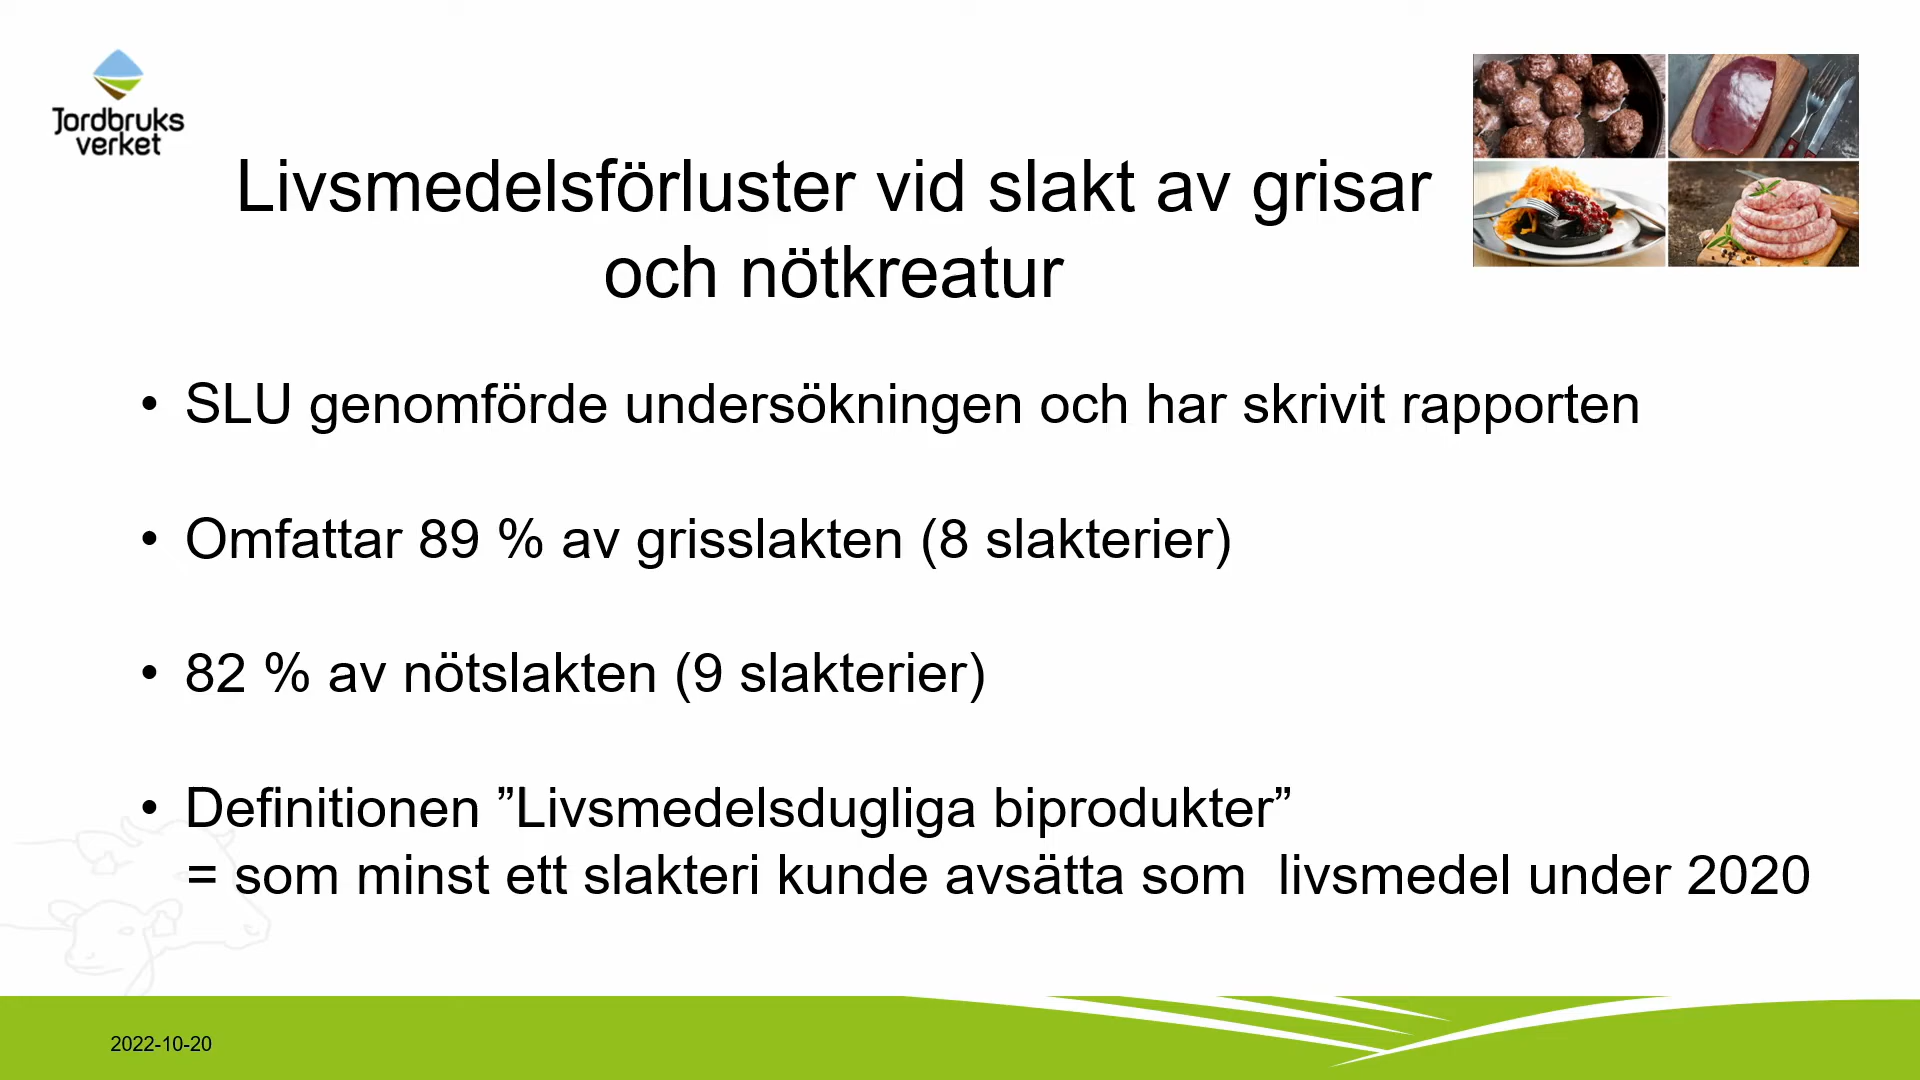 Jordbruks
verket
Livsmedelsförluster vid slakt av grisar
och nötkreatur
• SLU genomförde undersökningen och har skrivit rapporten
• Omfattar 89 % av grisslakten (8 slakterier)
• 82 % av nötslakten (9 slakterier)
• Definitionen ”Livsmedelsdugliga biprodukter”
= som minst ett slakteri kunde avsätta som  livsmedel under 2020
2022-10-20